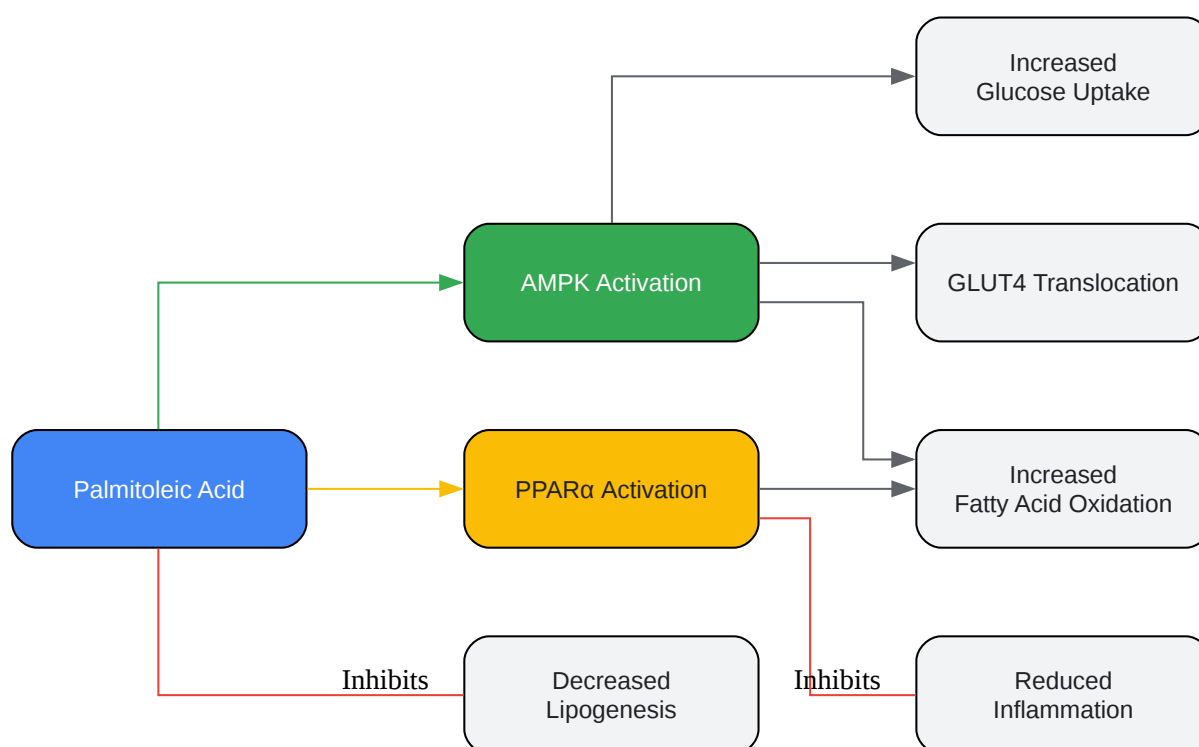 Increased
Glucose Uptake
AMPK Activation
GLUT4 Translocation
Palmitoleic Acid
PPARα Activation
Increased
Fatty Acid Oxidation
Inhibits
Decreased
Lipogenesis
Inhibits
Reduced
Inflammation